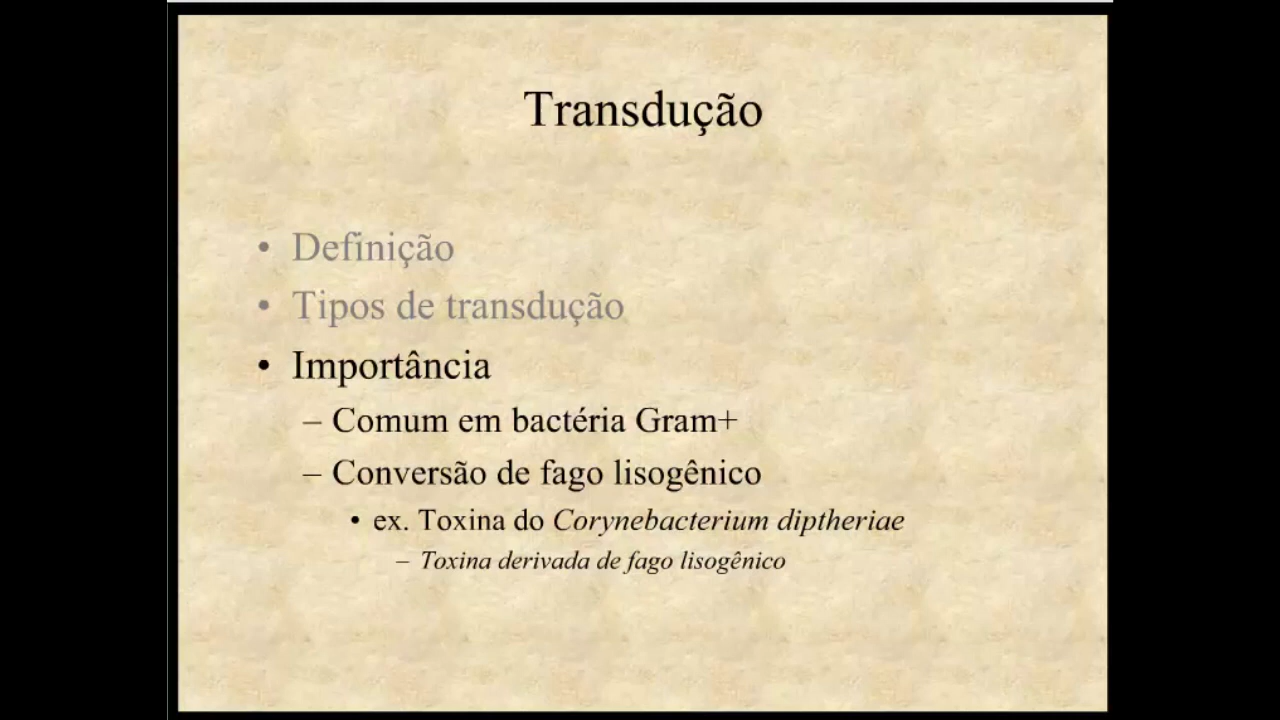 Transdução
• Definição
• Tipos de transdução
• Importância
– Comum em bactéria Gram+
– Conversão de fago lisogênico
• ex. Toxina do Corynebacterium diptheriae
– Toxina derivada de fago lisogênico